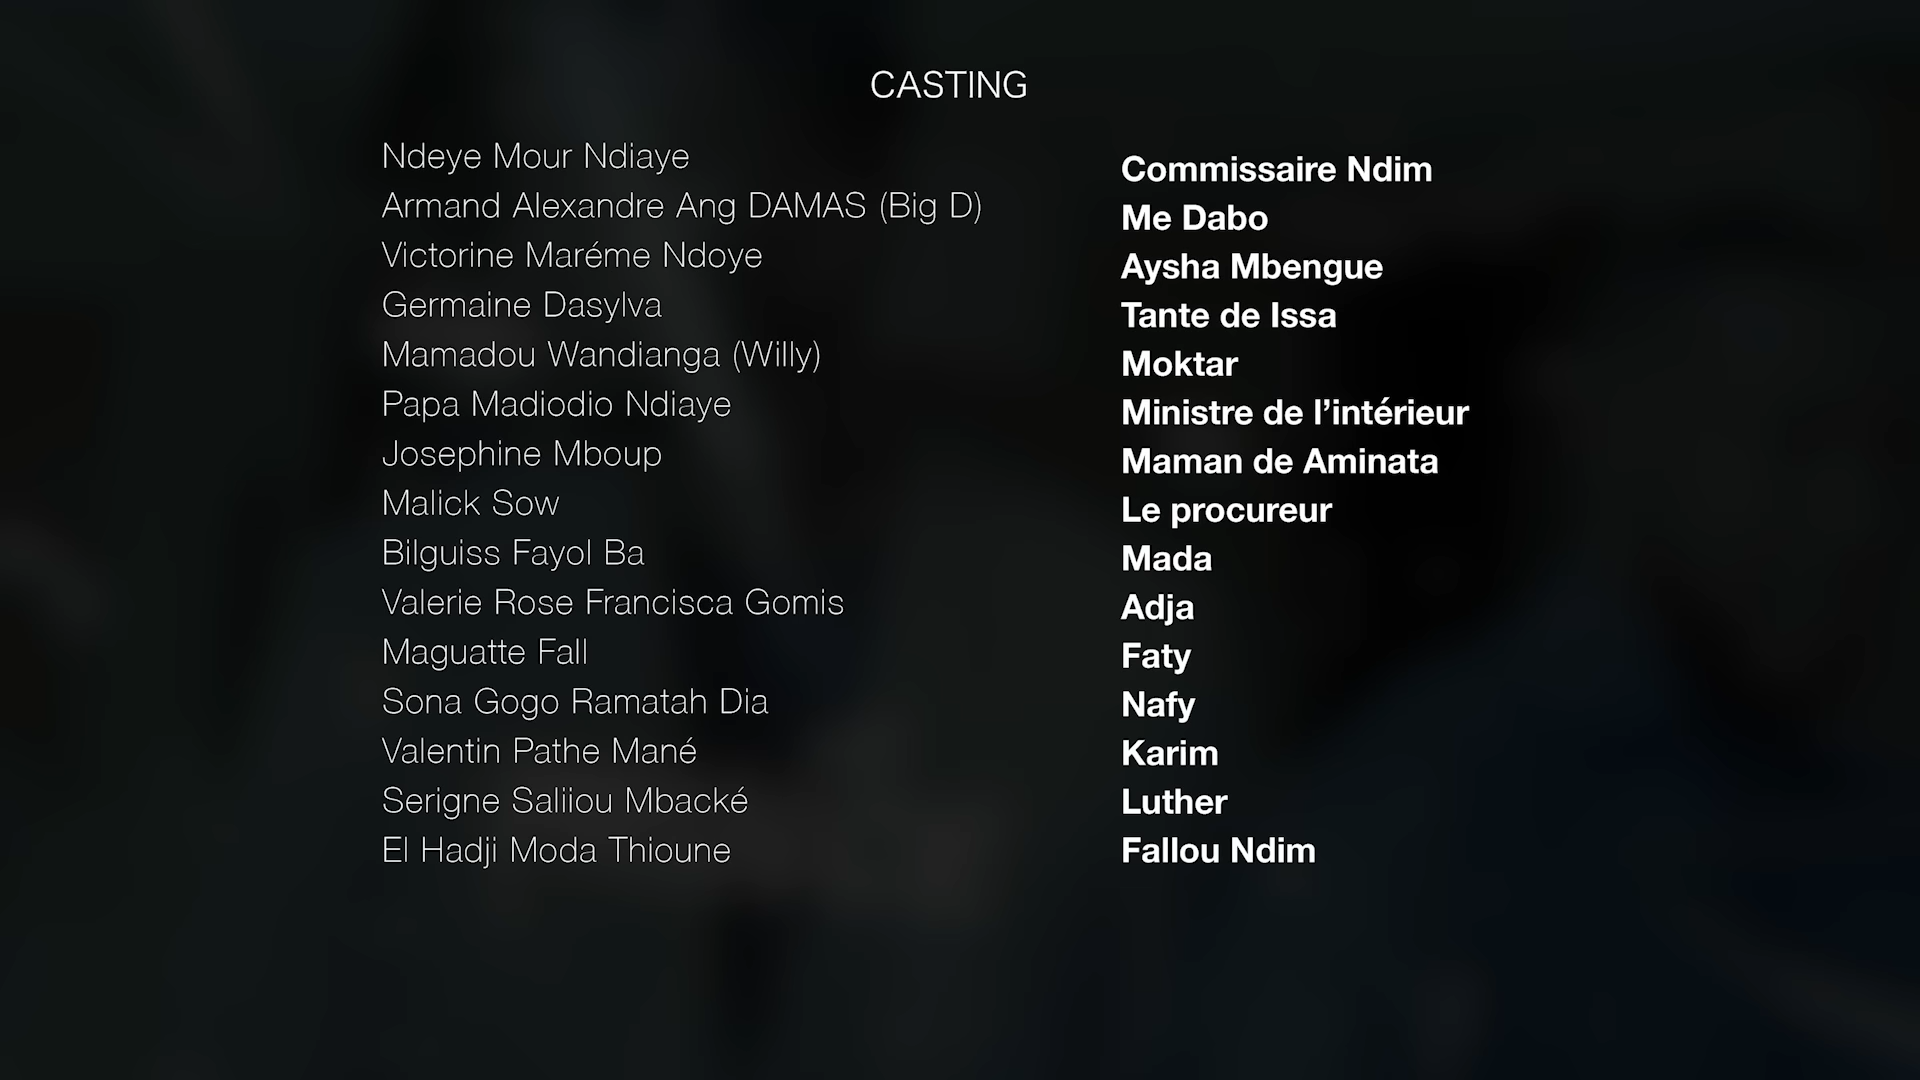 CASTING
Ndeye Mour Ndiaye Commissaire Ndim
Armand Alexandre Ang DAMAS (Big D) Me Dabo
Victorine Maréme Ndoye Aysha Mbengue
Germaine Dasylva Tante de Issa
Mamadou Wandianga (Willy) Moktar
Papa Madiodio Ndiaye Ministre de l’intérieur
Josephine Mboup Maman de Aminata
Malick Sow Le procureur
Bilguiss Fayol Ba Mada
Valerie Rose Francisca Gomis Adja
Maguatte Fall Faty
Sona Gogo Ramatah Dia Nafy
Valentin Pathe Mané Karim
Serigne Saliiou Mbacké Luther
El Hadji Moda Thioune Fallou Ndim